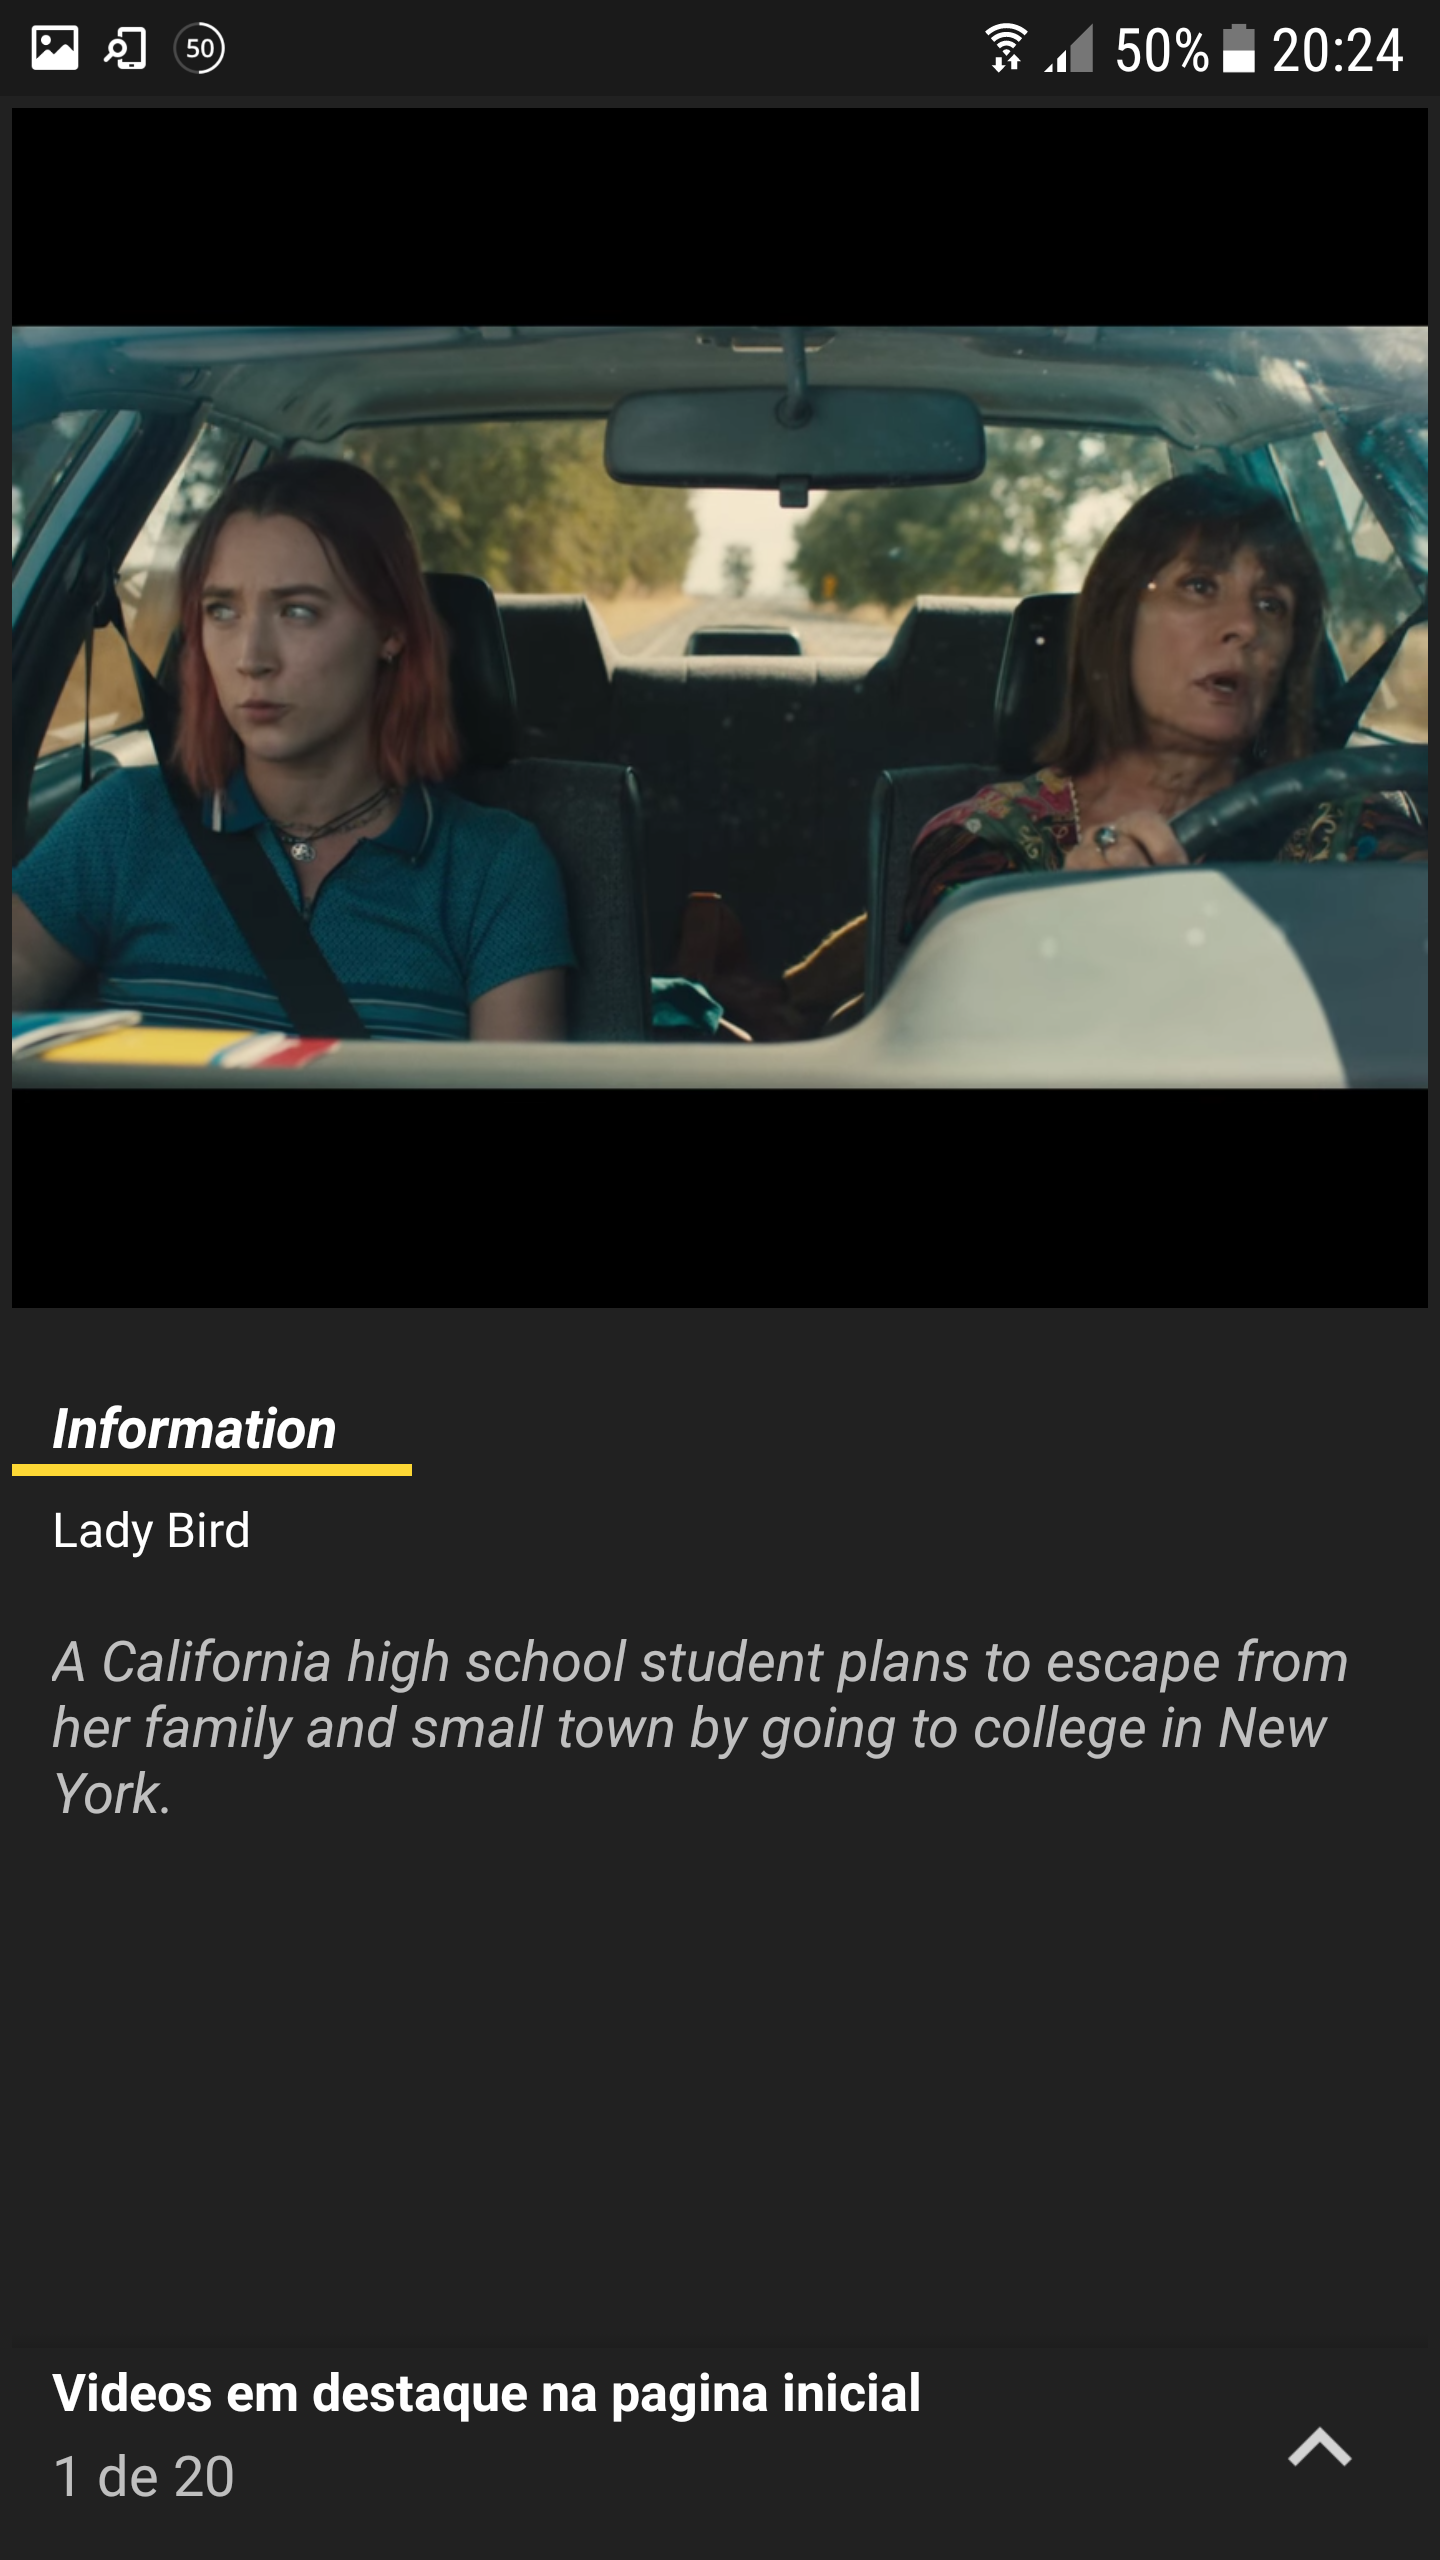 50 50% 20:24
Information
Lady Bird
A California high school student plans to escape from
her family and small town by going to college in New
York.
Videos em destaque na pagina inicial
1 de 20